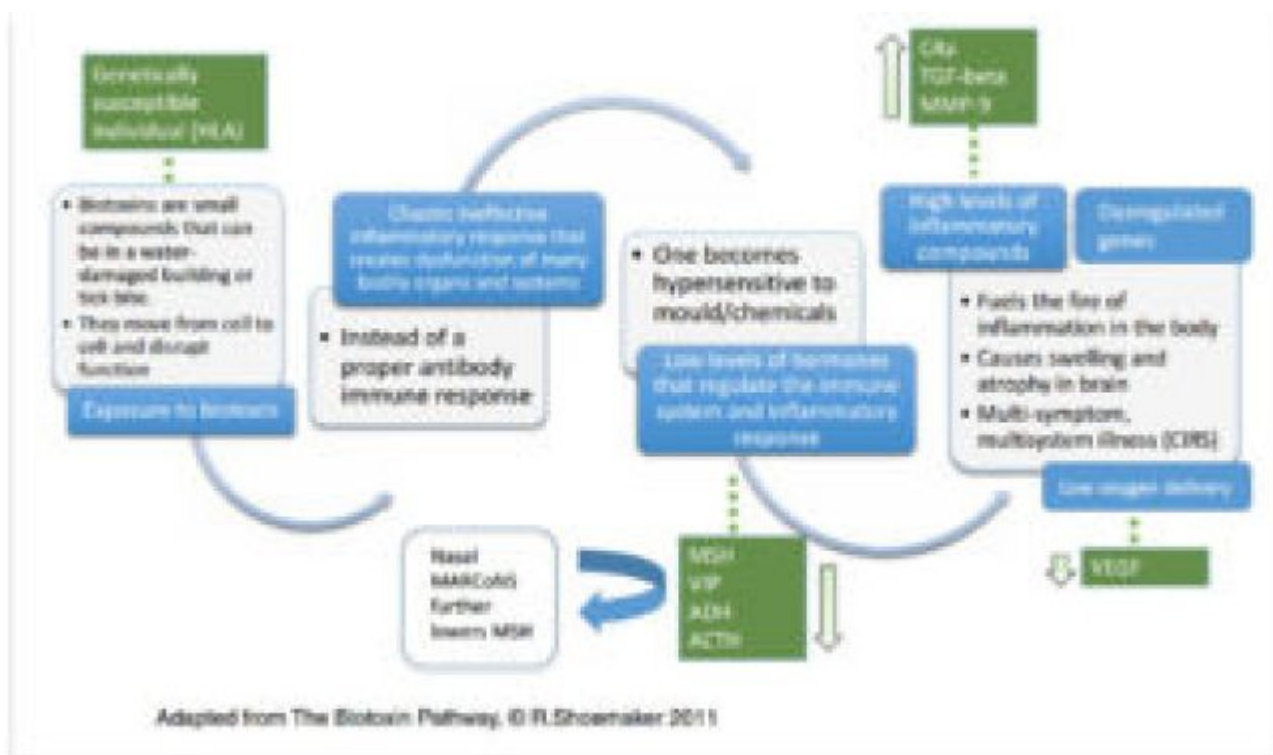 Genetically
susceptible
individual (HLA)
• Biotoxins are small
compounds that can
be in a water-
damaged building or
tick bite.
• They move from cell to
cell and disrupt
function
Exposure to biotoxins
Chaotic ineffective
inflammatory response that
creates dysfunction of many
bodily organs and systems
• Instead of a
proper antibody
immune response
• One becomes
hypersensitive to
mould/chemicals
Low levels of hormones
that regulate the immune
system and inflammatory
response
Nasal
MARCoNS
further
lowers MSH
MSH
VIP
ADH
ACTH
C4a
TGF-beta
MMP-9
High levels of
inflammatory
compounds
Dysregulated
genes
• Fuels the fire of
inflammation in the body
• Causes swelling and
atrophy in brain
• Multi-symptom,
multisystem illness (CIRS)
Low oxygen delivery
VEGF
Adapted from The Biotoxin Pathway, © R.Shoemaker 2011